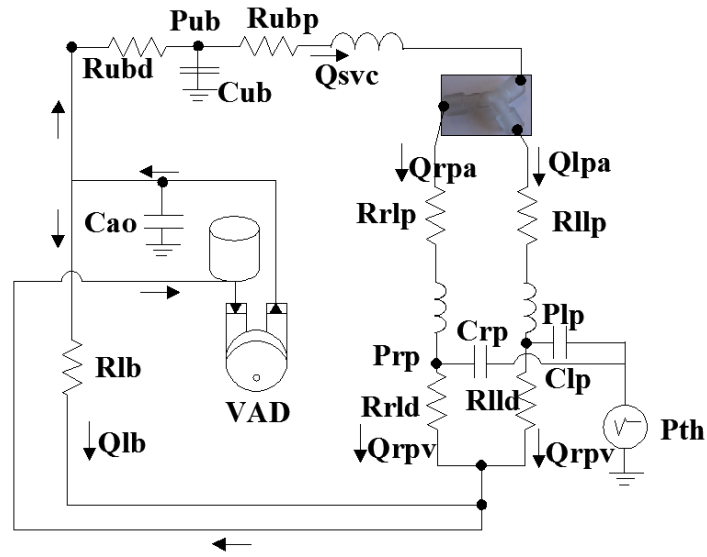 Pub
Rubp
Rubd
Cub
Qsvc
Qrpa
Qlpa
Cao
Rrlp
Rllp
Plp
Crp
Prp
Clp
Rlb
VAD
Rrld
Rlld
Pth
Qlb
Qrpv
Qrpv